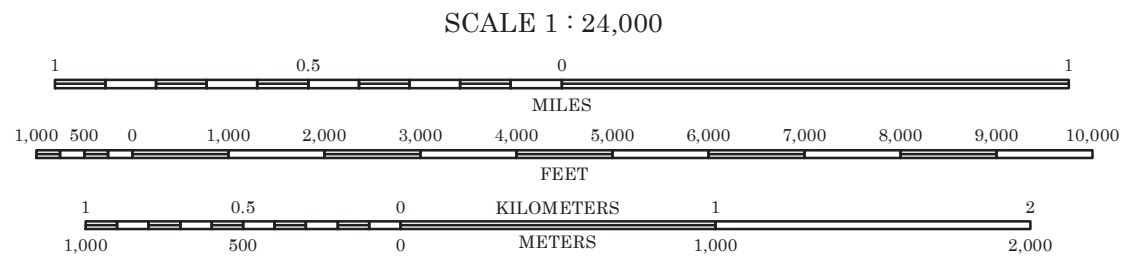 SCALE 1 : 24,000
1 0.5 0 1
MILES
1,000 500 0 1,000 2,000 3,000 4,000 5,000 6,000 7,000 8,000 9,000 10,000
FEET
1 0.5 0 KILOMETERS 1 2
1,000 500 0 METERS 1,000 2,000